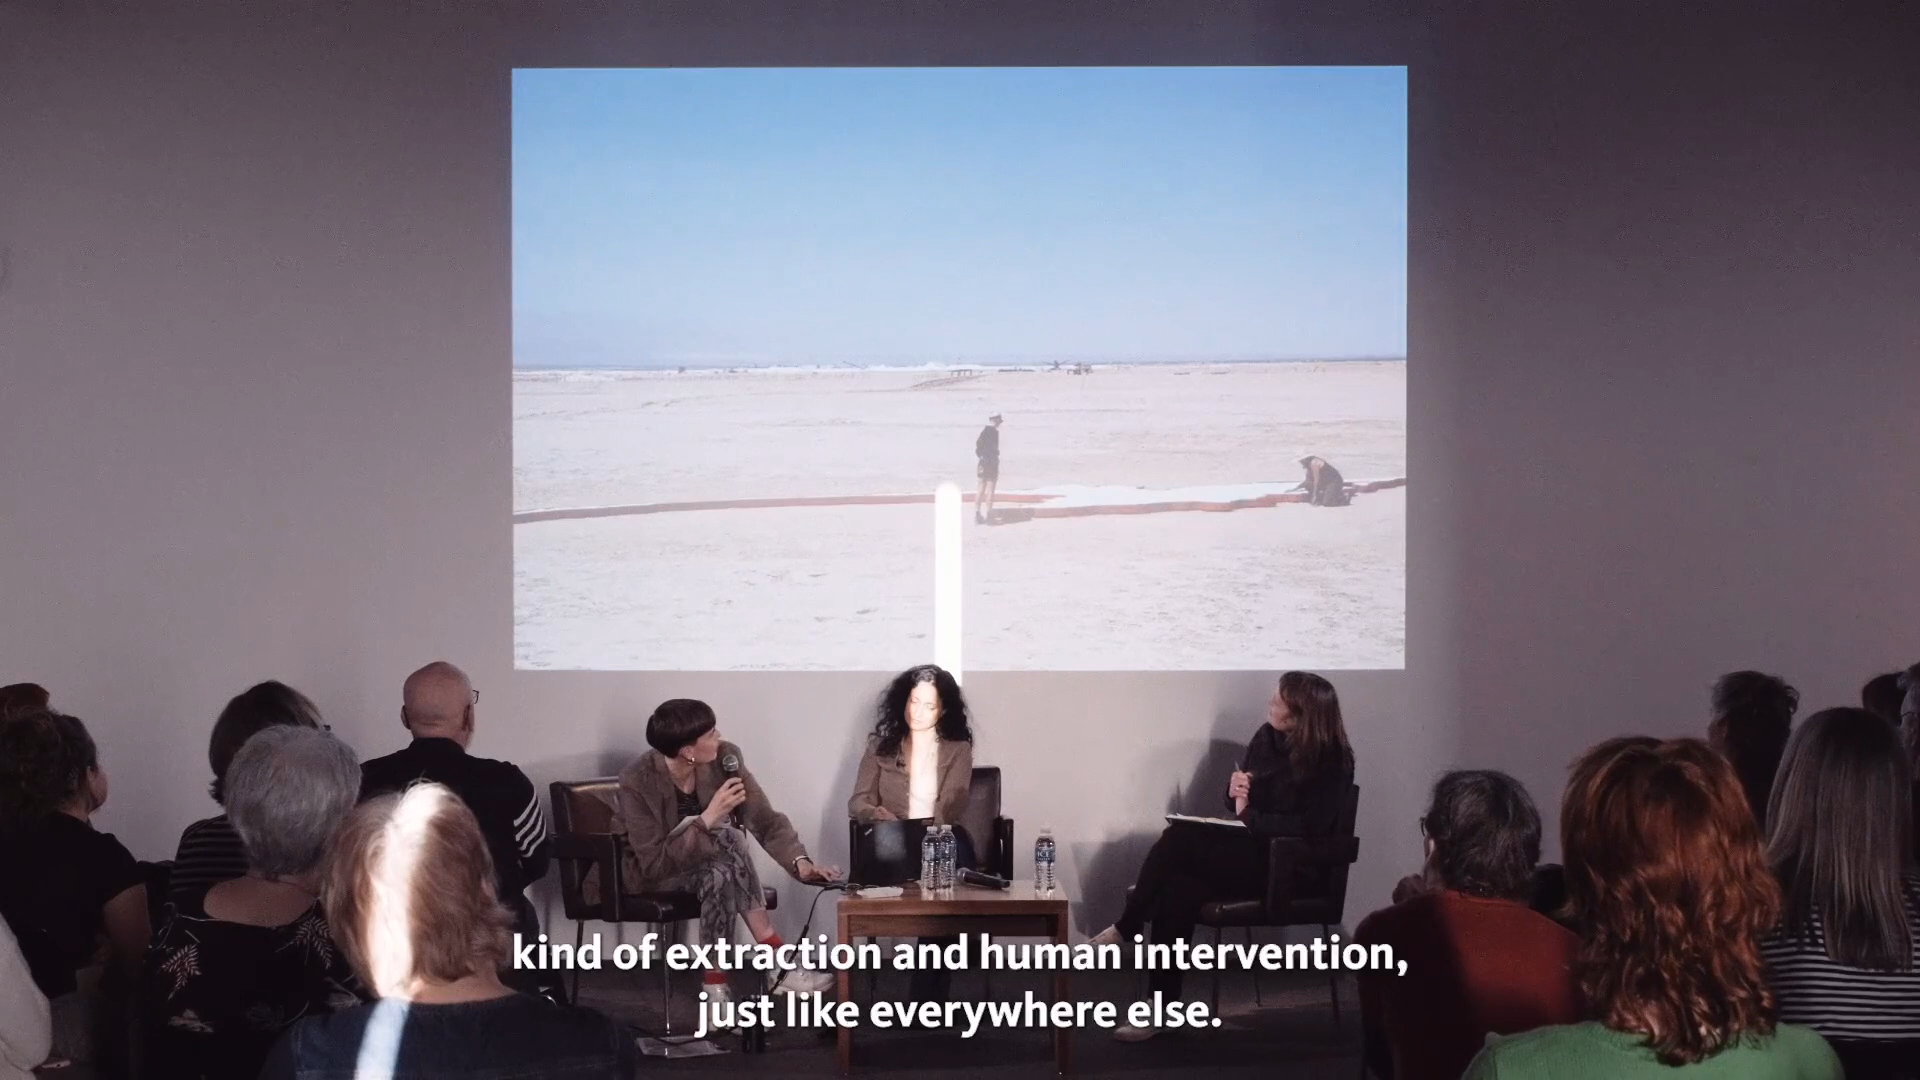 kind of extraction and human intervention,
just like everywhere else.